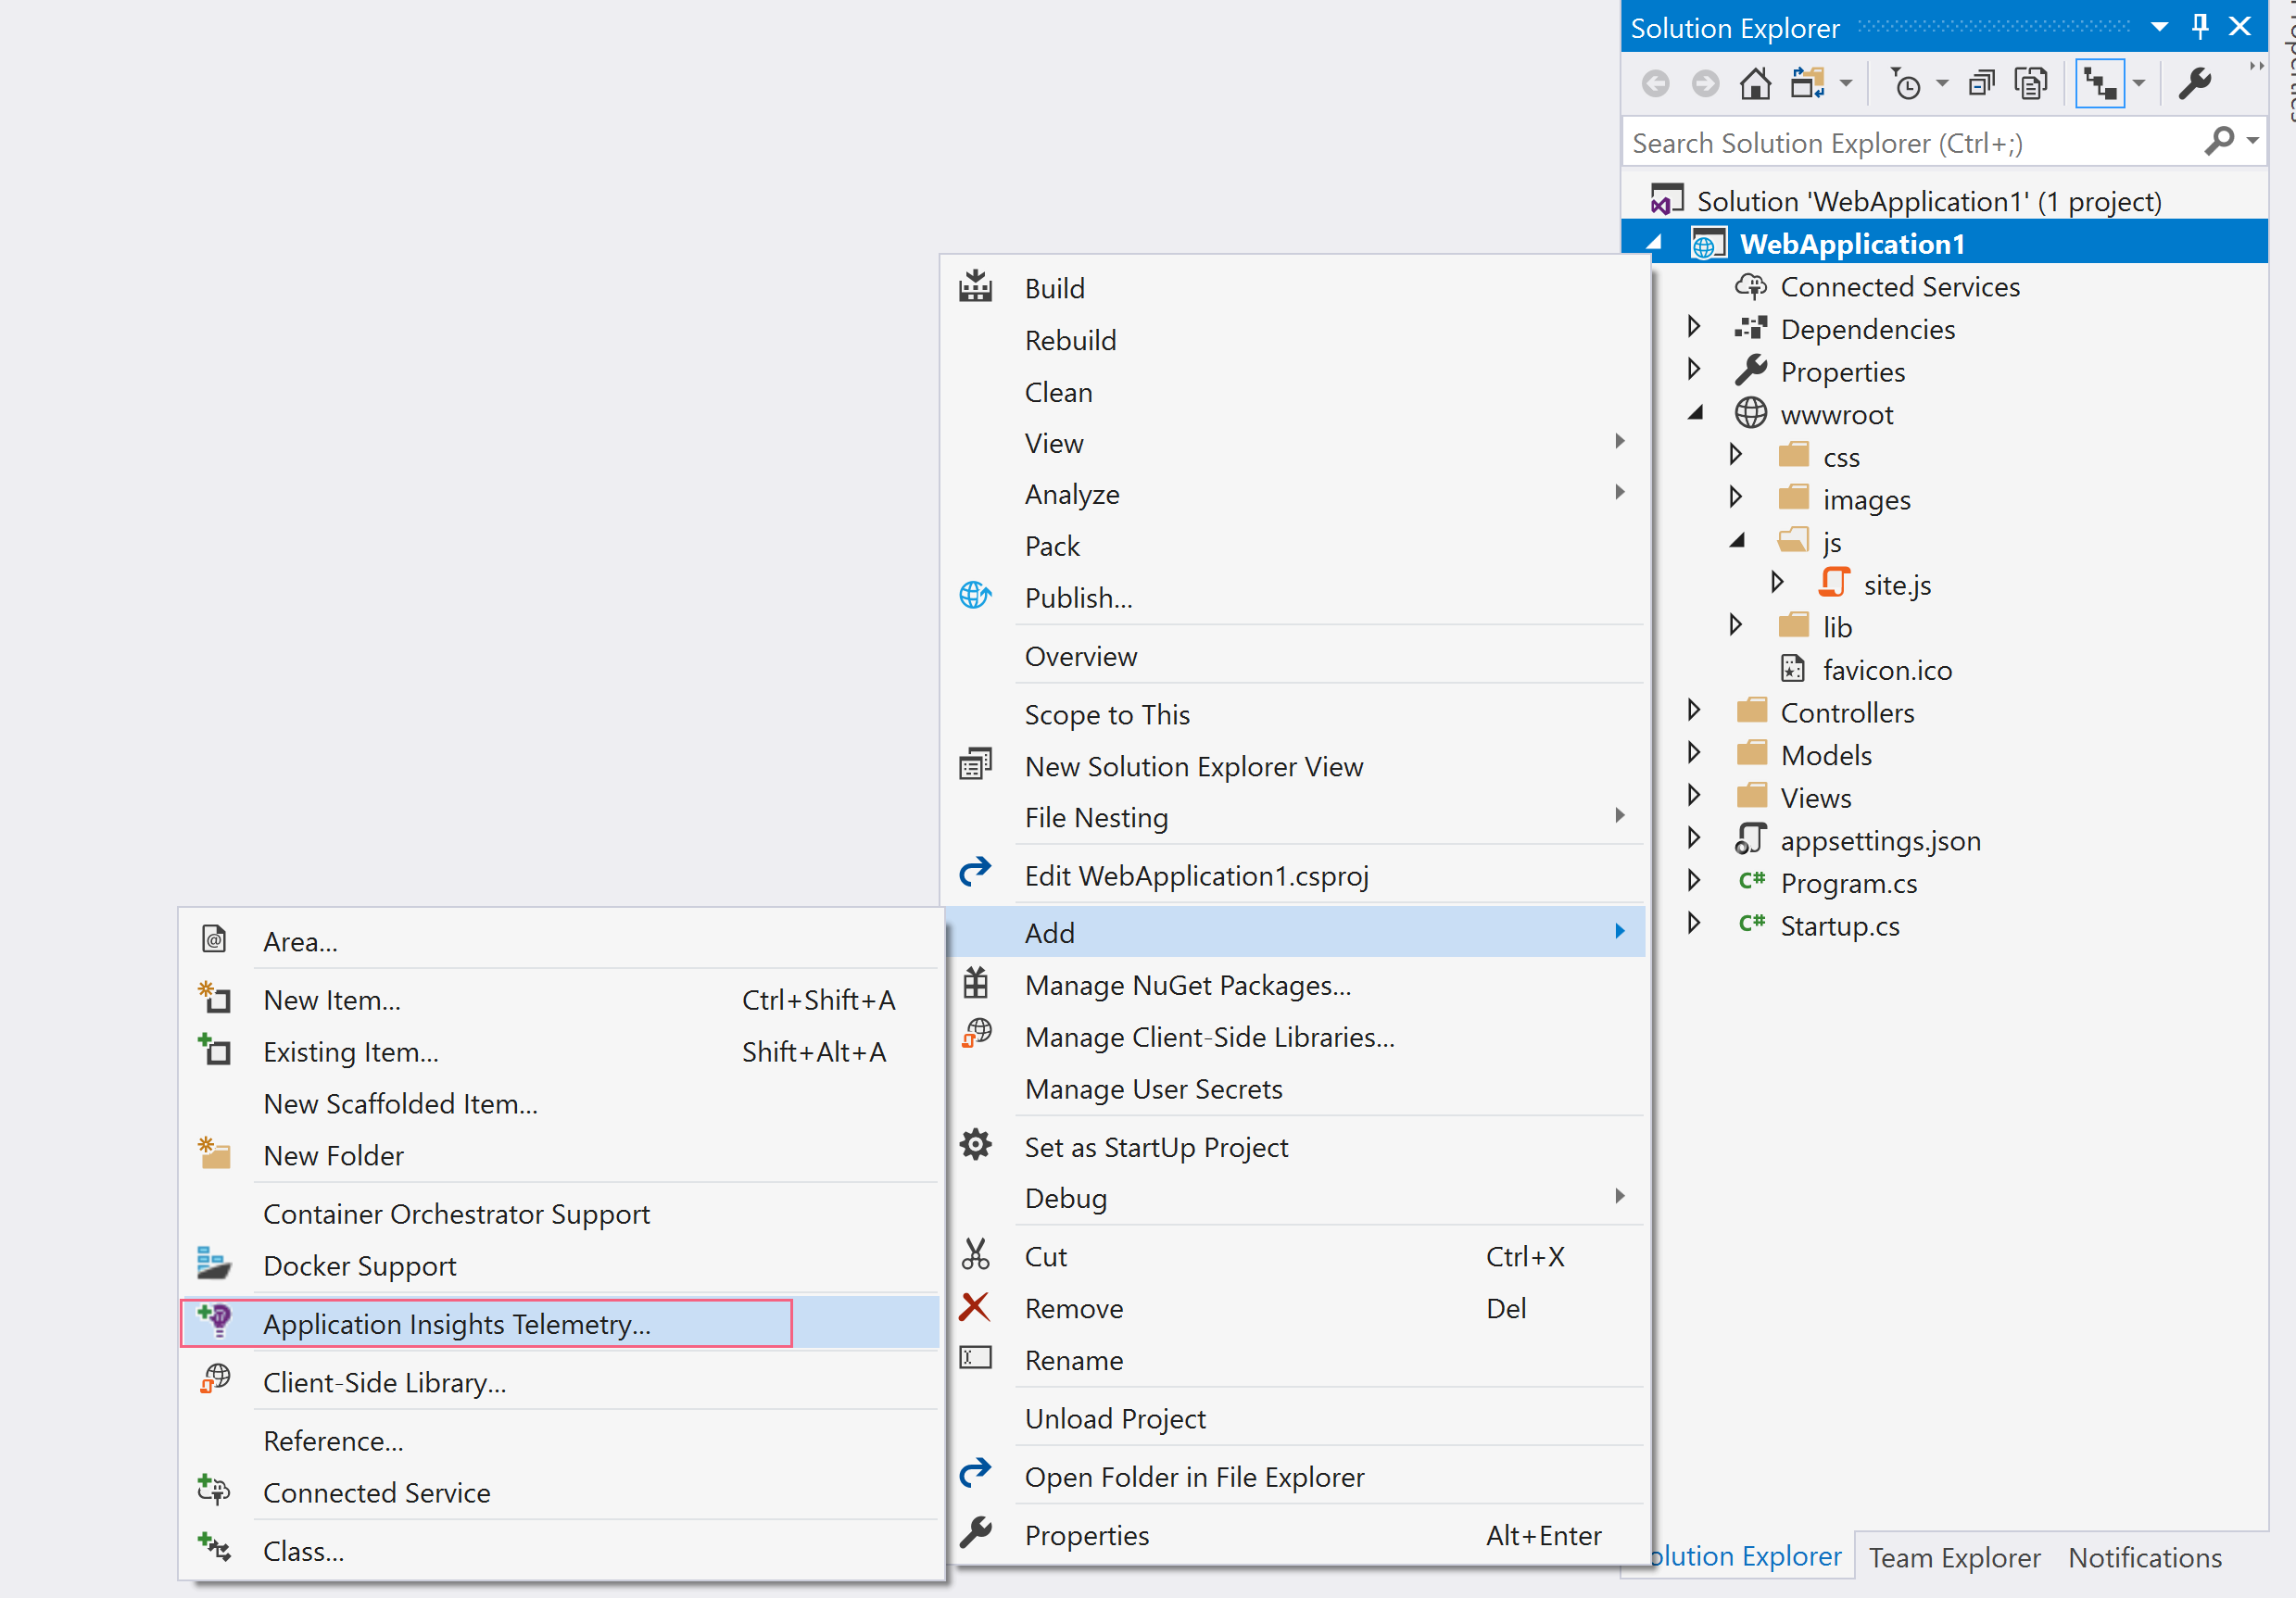 Solution Explorer
Properties
Search Solution Explorer (Ctrl+;)
Solution 'WebApplication1' (1 project)
WebApplication1
Connected Services
Dependencies
Properties
wwwroot
css
images
js
site.js
lib
favicon.ico
Controllers
Models
Views
appsettings.json
C# Program.cs
C# Startup.cs
Build
Rebuild
Clean
View
Analyze
Pack
Publish...
Overview
Scope to This
New Solution Explorer View
File Nesting
Edit WebApplication1.csproj
Add
Manage NuGet Packages...
Manage Client-Side Libraries...
Manage User Secrets
Set as StartUp Project
Debug
Cut Ctrl+X
Remove Del
Rename
Unload Project
Open Folder in File Explorer
Properties Alt+Enter
Area...
New Item... Ctrl+Shift+A
Existing Item... Shift+Alt+A
New Scaffolded Item...
New Folder
Container Orchestrator Support
Docker Support
Application Insights Telemetry...
Client-Side Library...
Reference...
Connected Service
Class...
olution Explorer Team Explorer Notifications